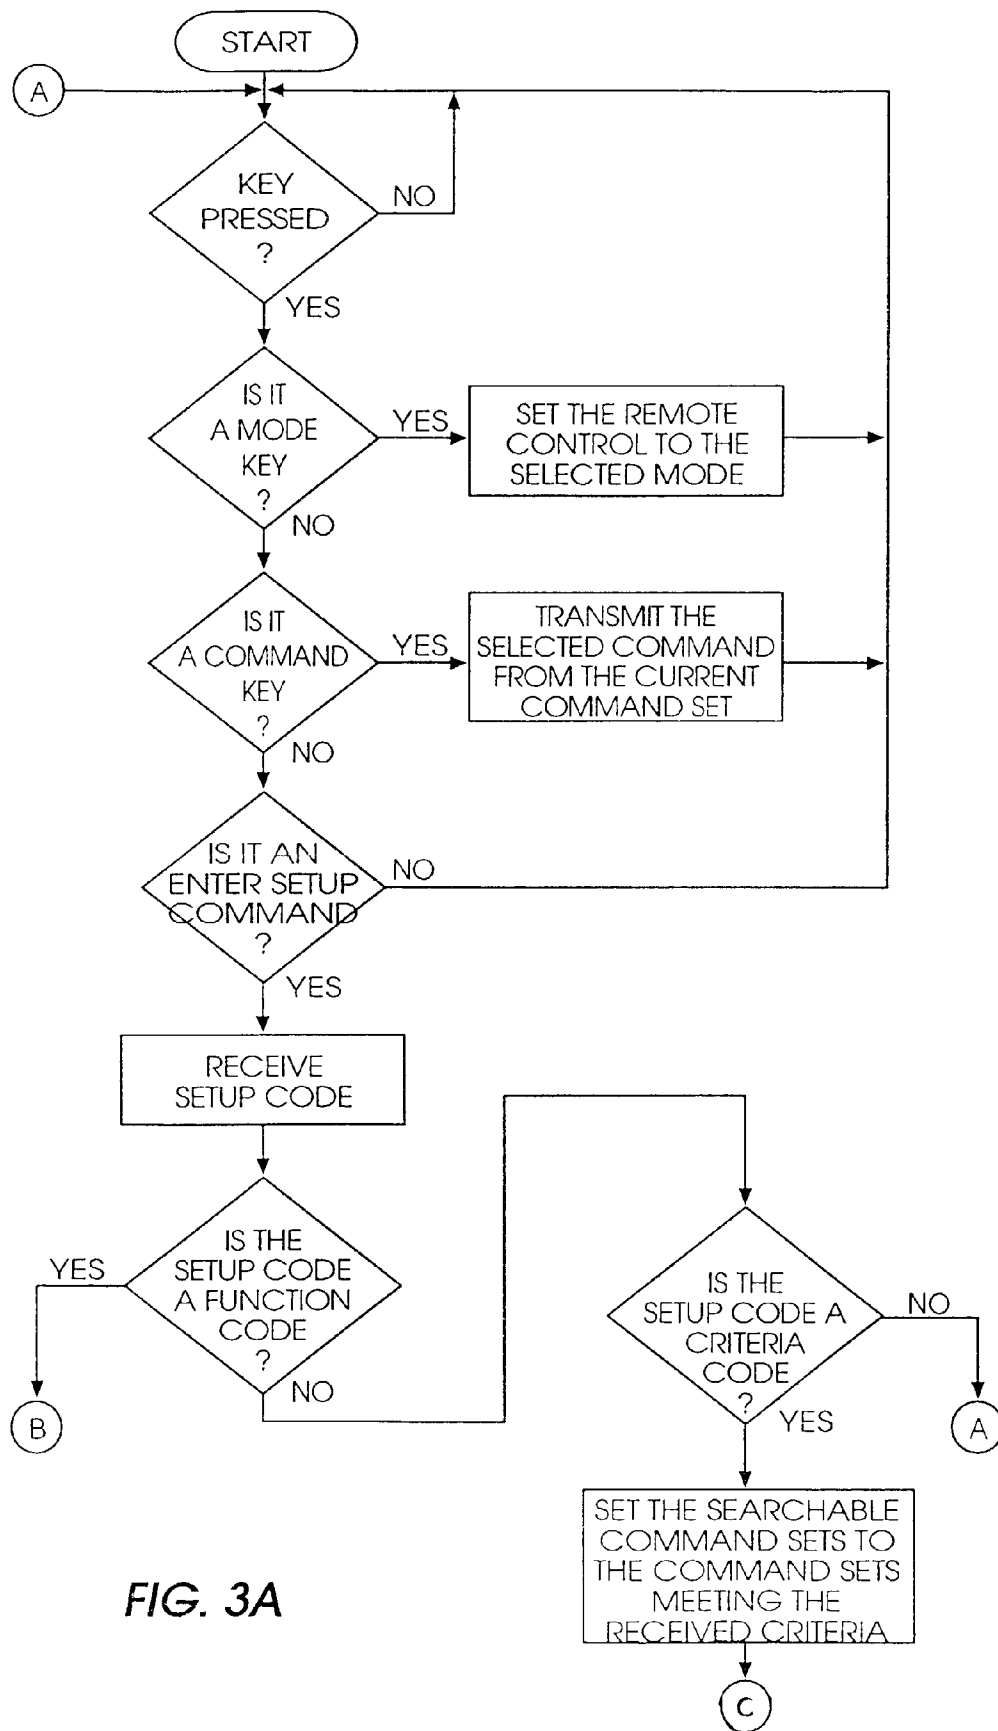 START
A
KEY
PRESSED
?
NO
YES
IS IT
A MODE
KEY
?
YES
SET THE REMOTE
CONTROL TO THE
SELECTED MODE
NO
IS IT
A COMMAND
KEY
?
YES
TRANSMIT THE
SELECTED COMMAND
FROM THE CURRENT
COMMAND SET
NO
IS IT AN
ENTER SETUP
COMMAND
?
NO
YES
RECEIVE
SETUP CODE
IS THE
SETUP CODE
A FUNCTION
CODE
?
YES
B
NO
IS THE
SETUP CODE A
CRITERIA
CODE
?
NO
A
YES
SET THE SEARCHABLE
COMMAND SETS TO
THE COMMAND SETS
MEETING THE
RECEIVED CRITERIA
C
FIG. 3A